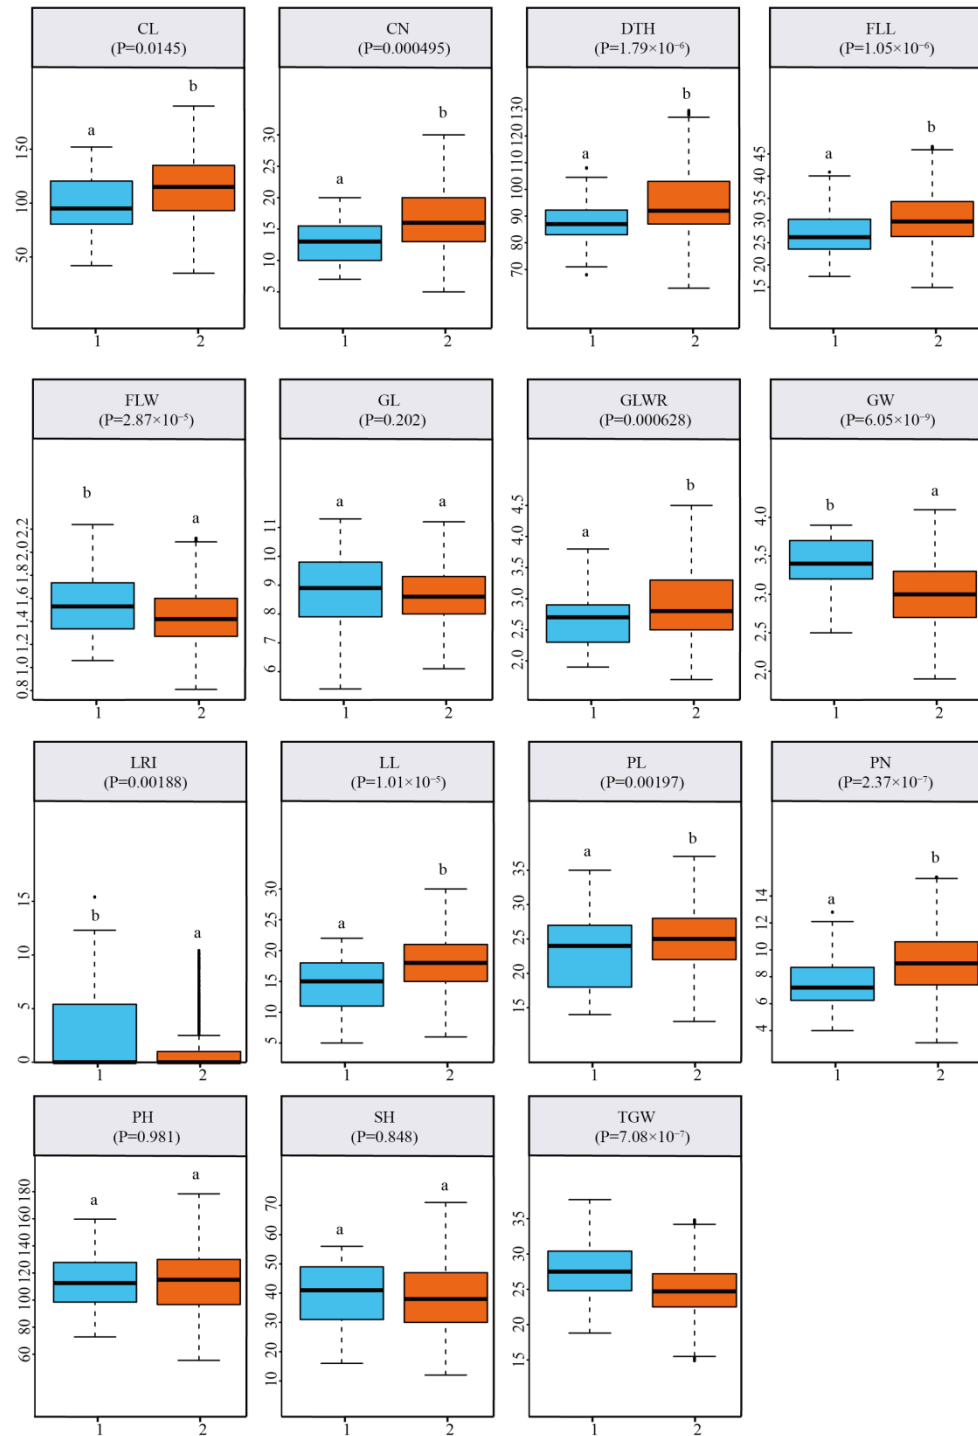 CL
(P=0.0145)
CN
(P=0.000495)
DTH
(P=1.79×10⁻⁶)
FLL
(P=1.05×10⁻⁶)
50 100 150
a
b
1 2
5 10 15 20 25 30
a
b
1 2
70 80 90 100 110 120 130
a
b
1 2
15 20 25 30 35 40 45
a
b
1 2
FLW
(P=2.87×10⁻⁵)
GL
(P=0.202)
GLWR
(P=0.000628)
GW
(P=6.05×10⁻⁹)
0.8 1.0 1.2 1.4 1.6 1.8 2.0 2.2
b
a
1 2
6 7 8 9 10 11
a
a
1 2
2.0 2.5 3.0 3.5 4.0 4.5
a
b
1 2
2.0 2.5 3.0 3.5 4.0
b
a
1 2
LRI
(P=0.00188)
LL
(P=1.01×10⁻⁵)
PL
(P=0.00197)
PN
(P=2.37×10⁻⁷)
0 5 10 15
b
a
1 2
5 10 15 20 25 30
a
b
1 2
15 20 25 30 35
a
b
1 2
4 6 8 10 12 14
a
b
1 2
PH
(P=0.981)
SH
(P=0.848)
TGW
(P=7.08×10⁻⁷)
60 80 100 120 140 160 180
a
a
1 2
10 20 30 40 50 60 70
a
a
1 2
15 20 25 30 35
1 2